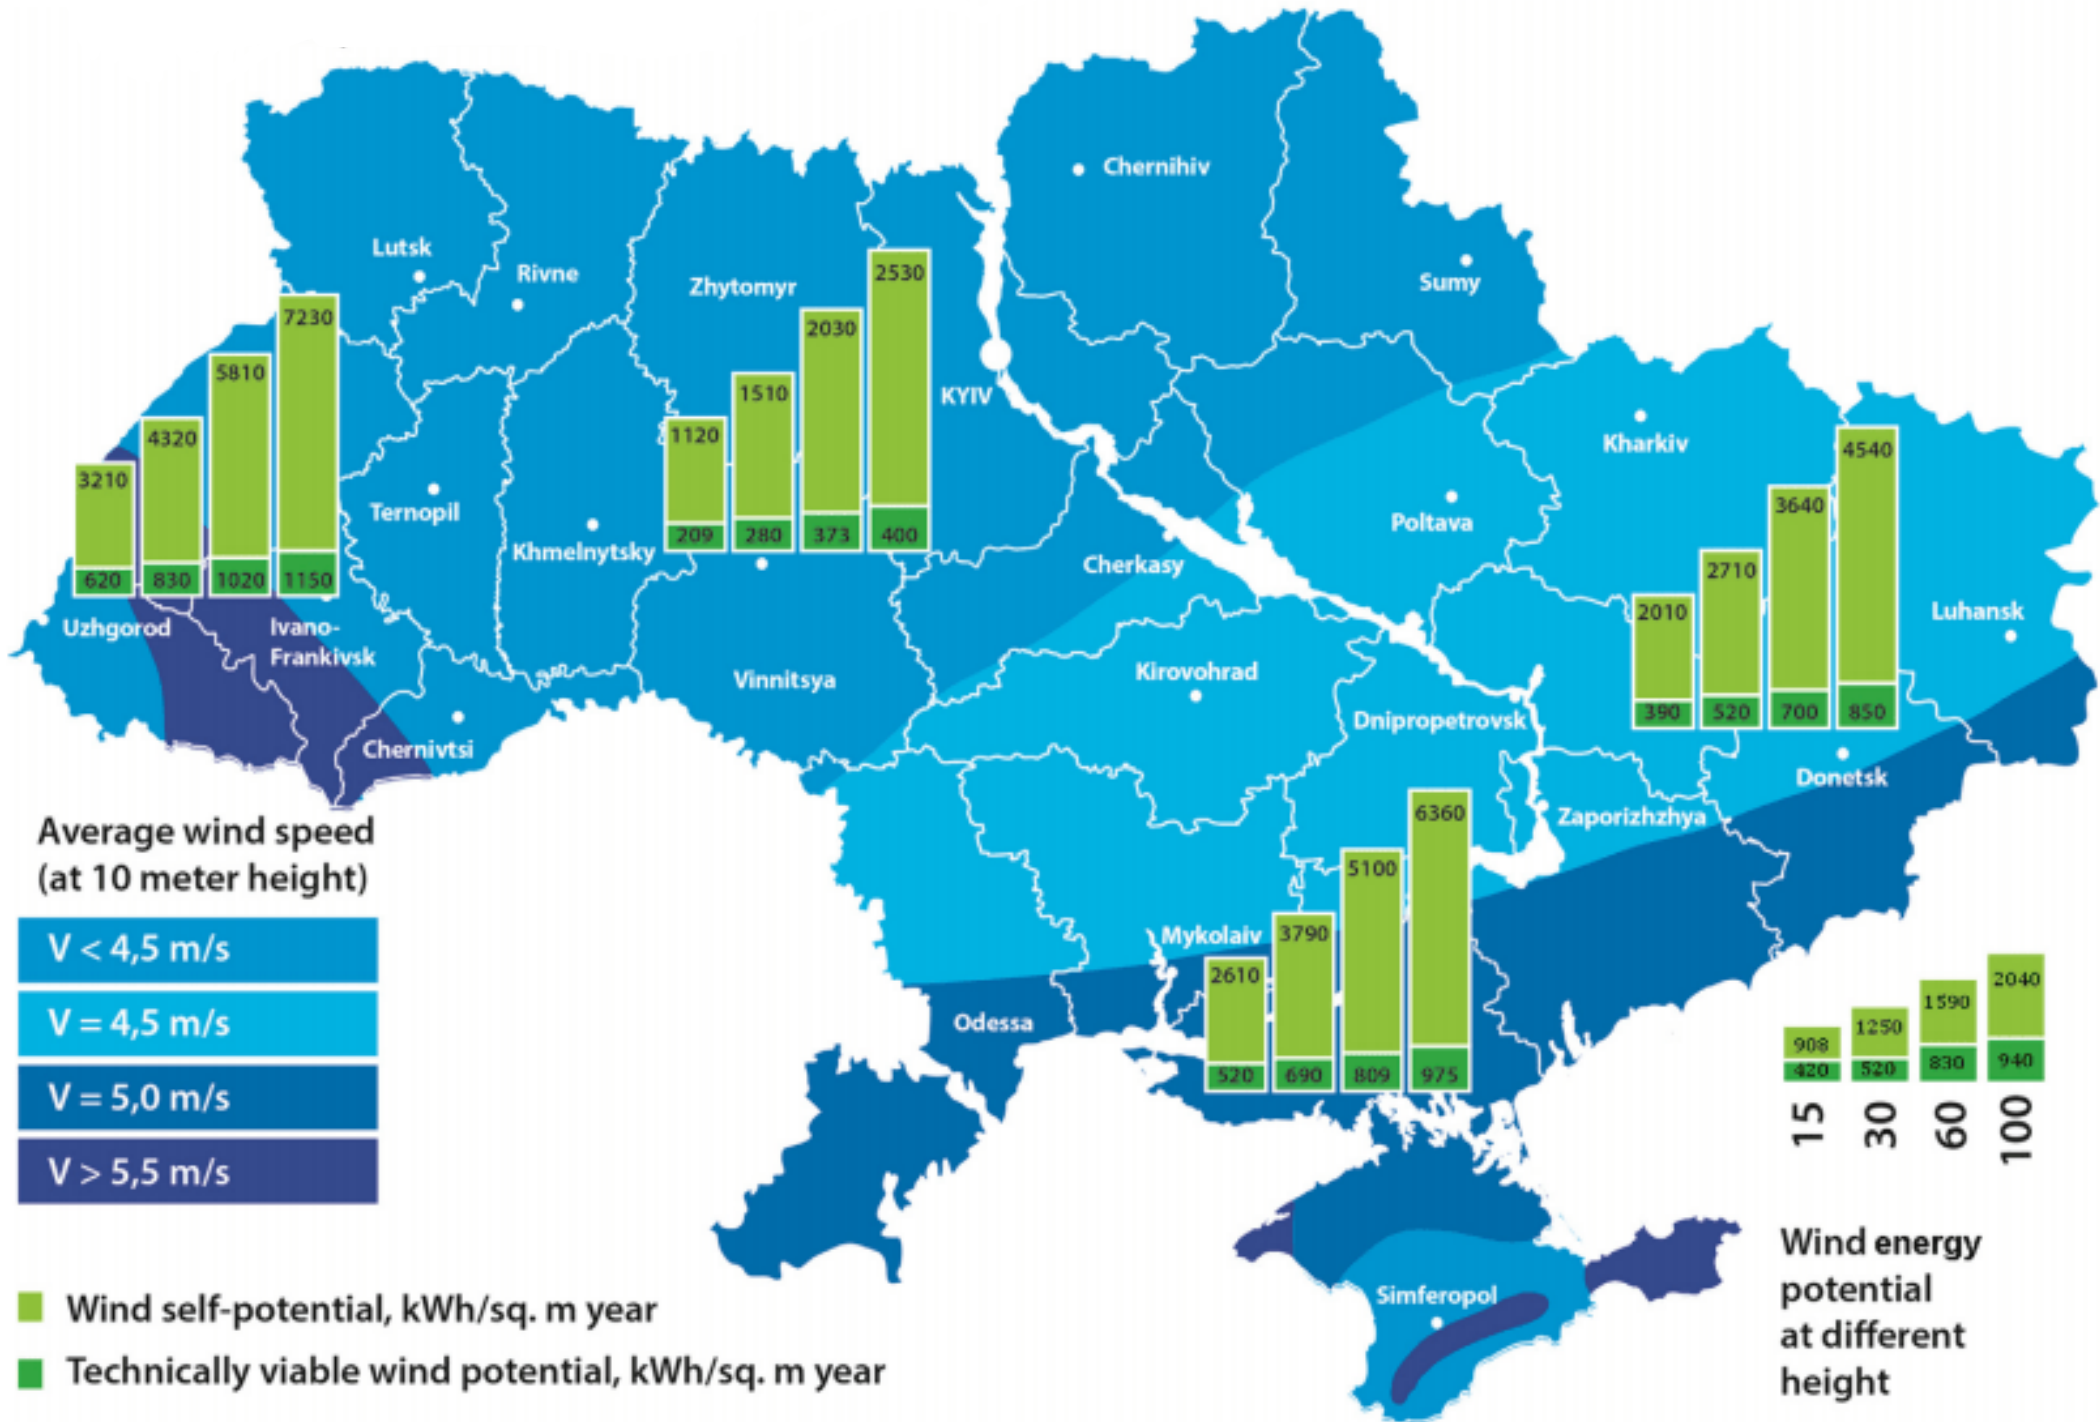 Chernihiv
Lutsk
Rivne
Zhytomyr
Sumy
KYIV
Kharkiv
Ternopil
Khmelnytsky
Poltava
Cherkasy
Luhansk
Uzhgorod
Ivano-
Frankivsk
Vinnitsya
Kirovohrad
Dnipropetrovsk
Chernivtsi
Donetsk
Zaporizhzhya
Mykolaiv
Odessa
Simferopol
3210
4320
5810
7230
620
830
1020
1150
1120
1510
2030
2530
209
280
373
400
2010
2710
3640
4540
390
520
700
850
2610
3790
5100
6360
520
690
809
975
908
1250
1590
2040
420
520
830
940
15
30
60
100
Wind energy
potential
at different
height
Average wind speed
(at 10 meter height)
V < 4,5 m/s
V = 4,5 m/s
V = 5,0 m/s
V > 5,5 m/s
Wind self-potential, kWh/sq. m year
Technically viable wind potential, kWh/sq. m year